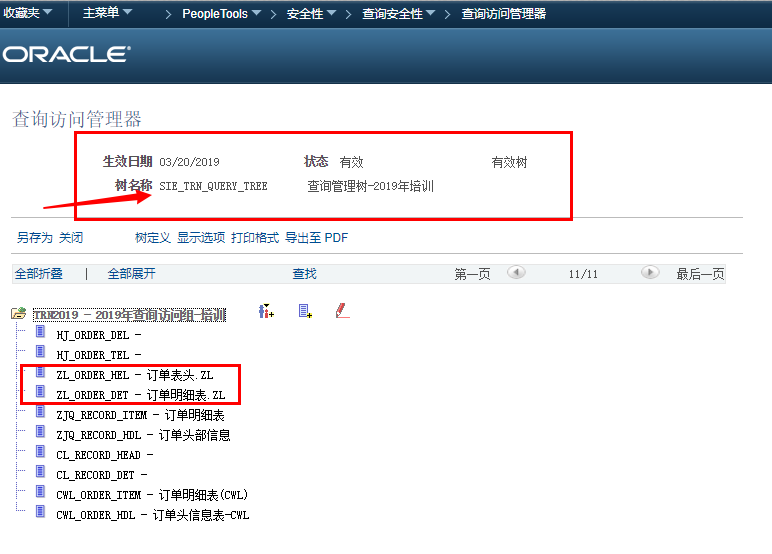 收藏夹 主菜单 > PeopleTools > 安全性 > 查询安全性 > 查询访问管理器
ORACLE®
查询访问管理器
生效日期 03/20/2019 状态 有效 有效树
树名称 SIE_TRN_QUERY_TREE 查询管理树-2019年培训
另存为 关闭 树定义 显示选项 打印格式 导出至 PDF
全部折叠 | 全部展开 查找 第一页 11/11 最后一页
TRN2019 - 2019年查询访问组-培训
HJ_ORDER_DEL -
HJ_ORDER_TEL -
ZL_ORDER_HEL - 订单表头.ZL
ZL_ORDER_DET - 订单明细表.ZL
ZJQ_RECORD_ITEM - 订单明细表
ZJQ_RECORD_HDL - 订单头部信息
CL_RECORD_HEAD -
CL_RECORD_DET -
CWL_ORDER_ITEM - 订单明细表(CWL)
CWL_ORDER_HDL - 订单头信息表-CWL